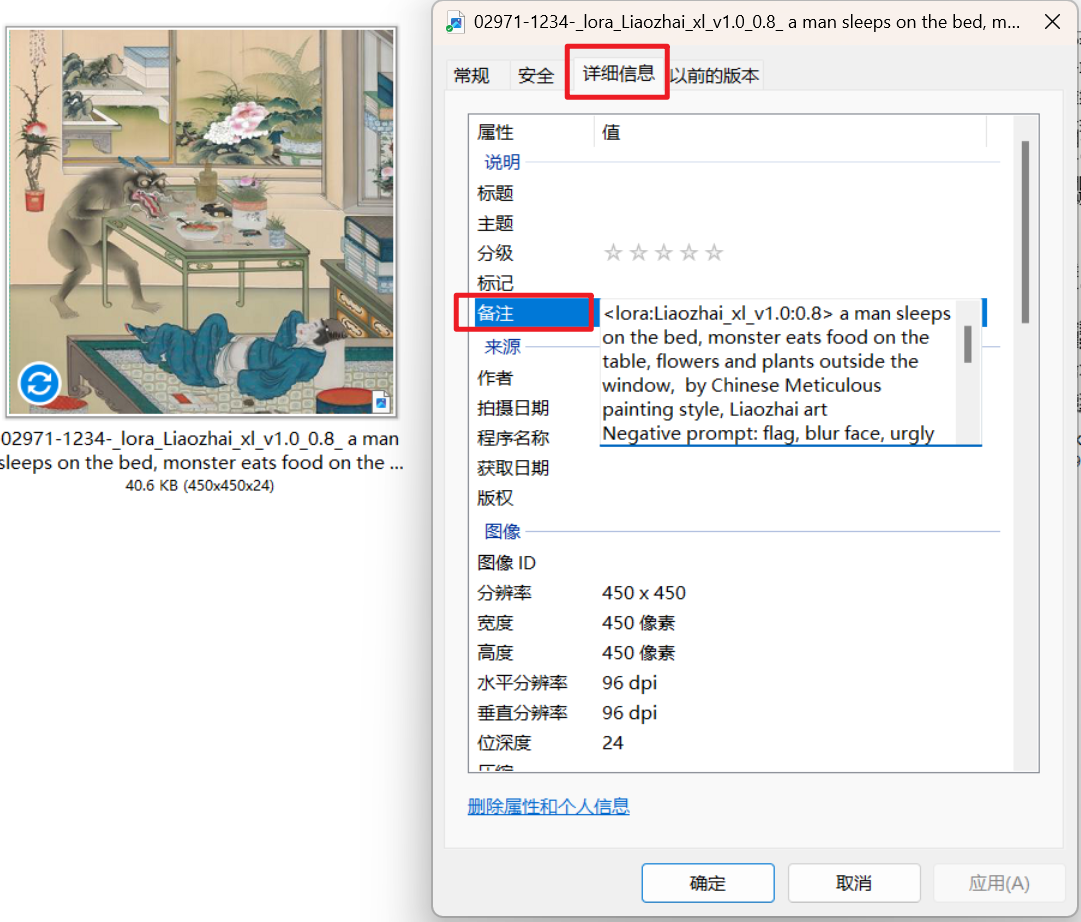 02971-1234-_lora_Liaozhai_xl_v1.0_0.8_ a man sleeps on the bed, m...
常规
安全
详细信息
以前的版本
属性
值
说明
标题
主题
分级
标记
备注
<lora:Liaozhai_xl_v1.0:0.8> a man sleeps
on the bed, monster eats food on the
table, flowers and plants outside the
window,  by Chinese Meticulous
painting style, Liaozhai art
Negative prompt: flag, blur face, urgly
来源
作者
拍摄日期
程序名称
获取日期
版权
图像
图像 ID
分辨率
450 x 450
宽度
450 像素
高度
450 像素
水平分辨率
96 dpi
垂直分辨率
96 dpi
位深度
24
压缩
删除属性和个人信息
确定
取消
应用(A)
02971-1234-_lora_Liaozhai_xl_v1.0_0.8_ a man
sleeps on the bed, monster eats food on the ...
40.6 KB (450x450x24)